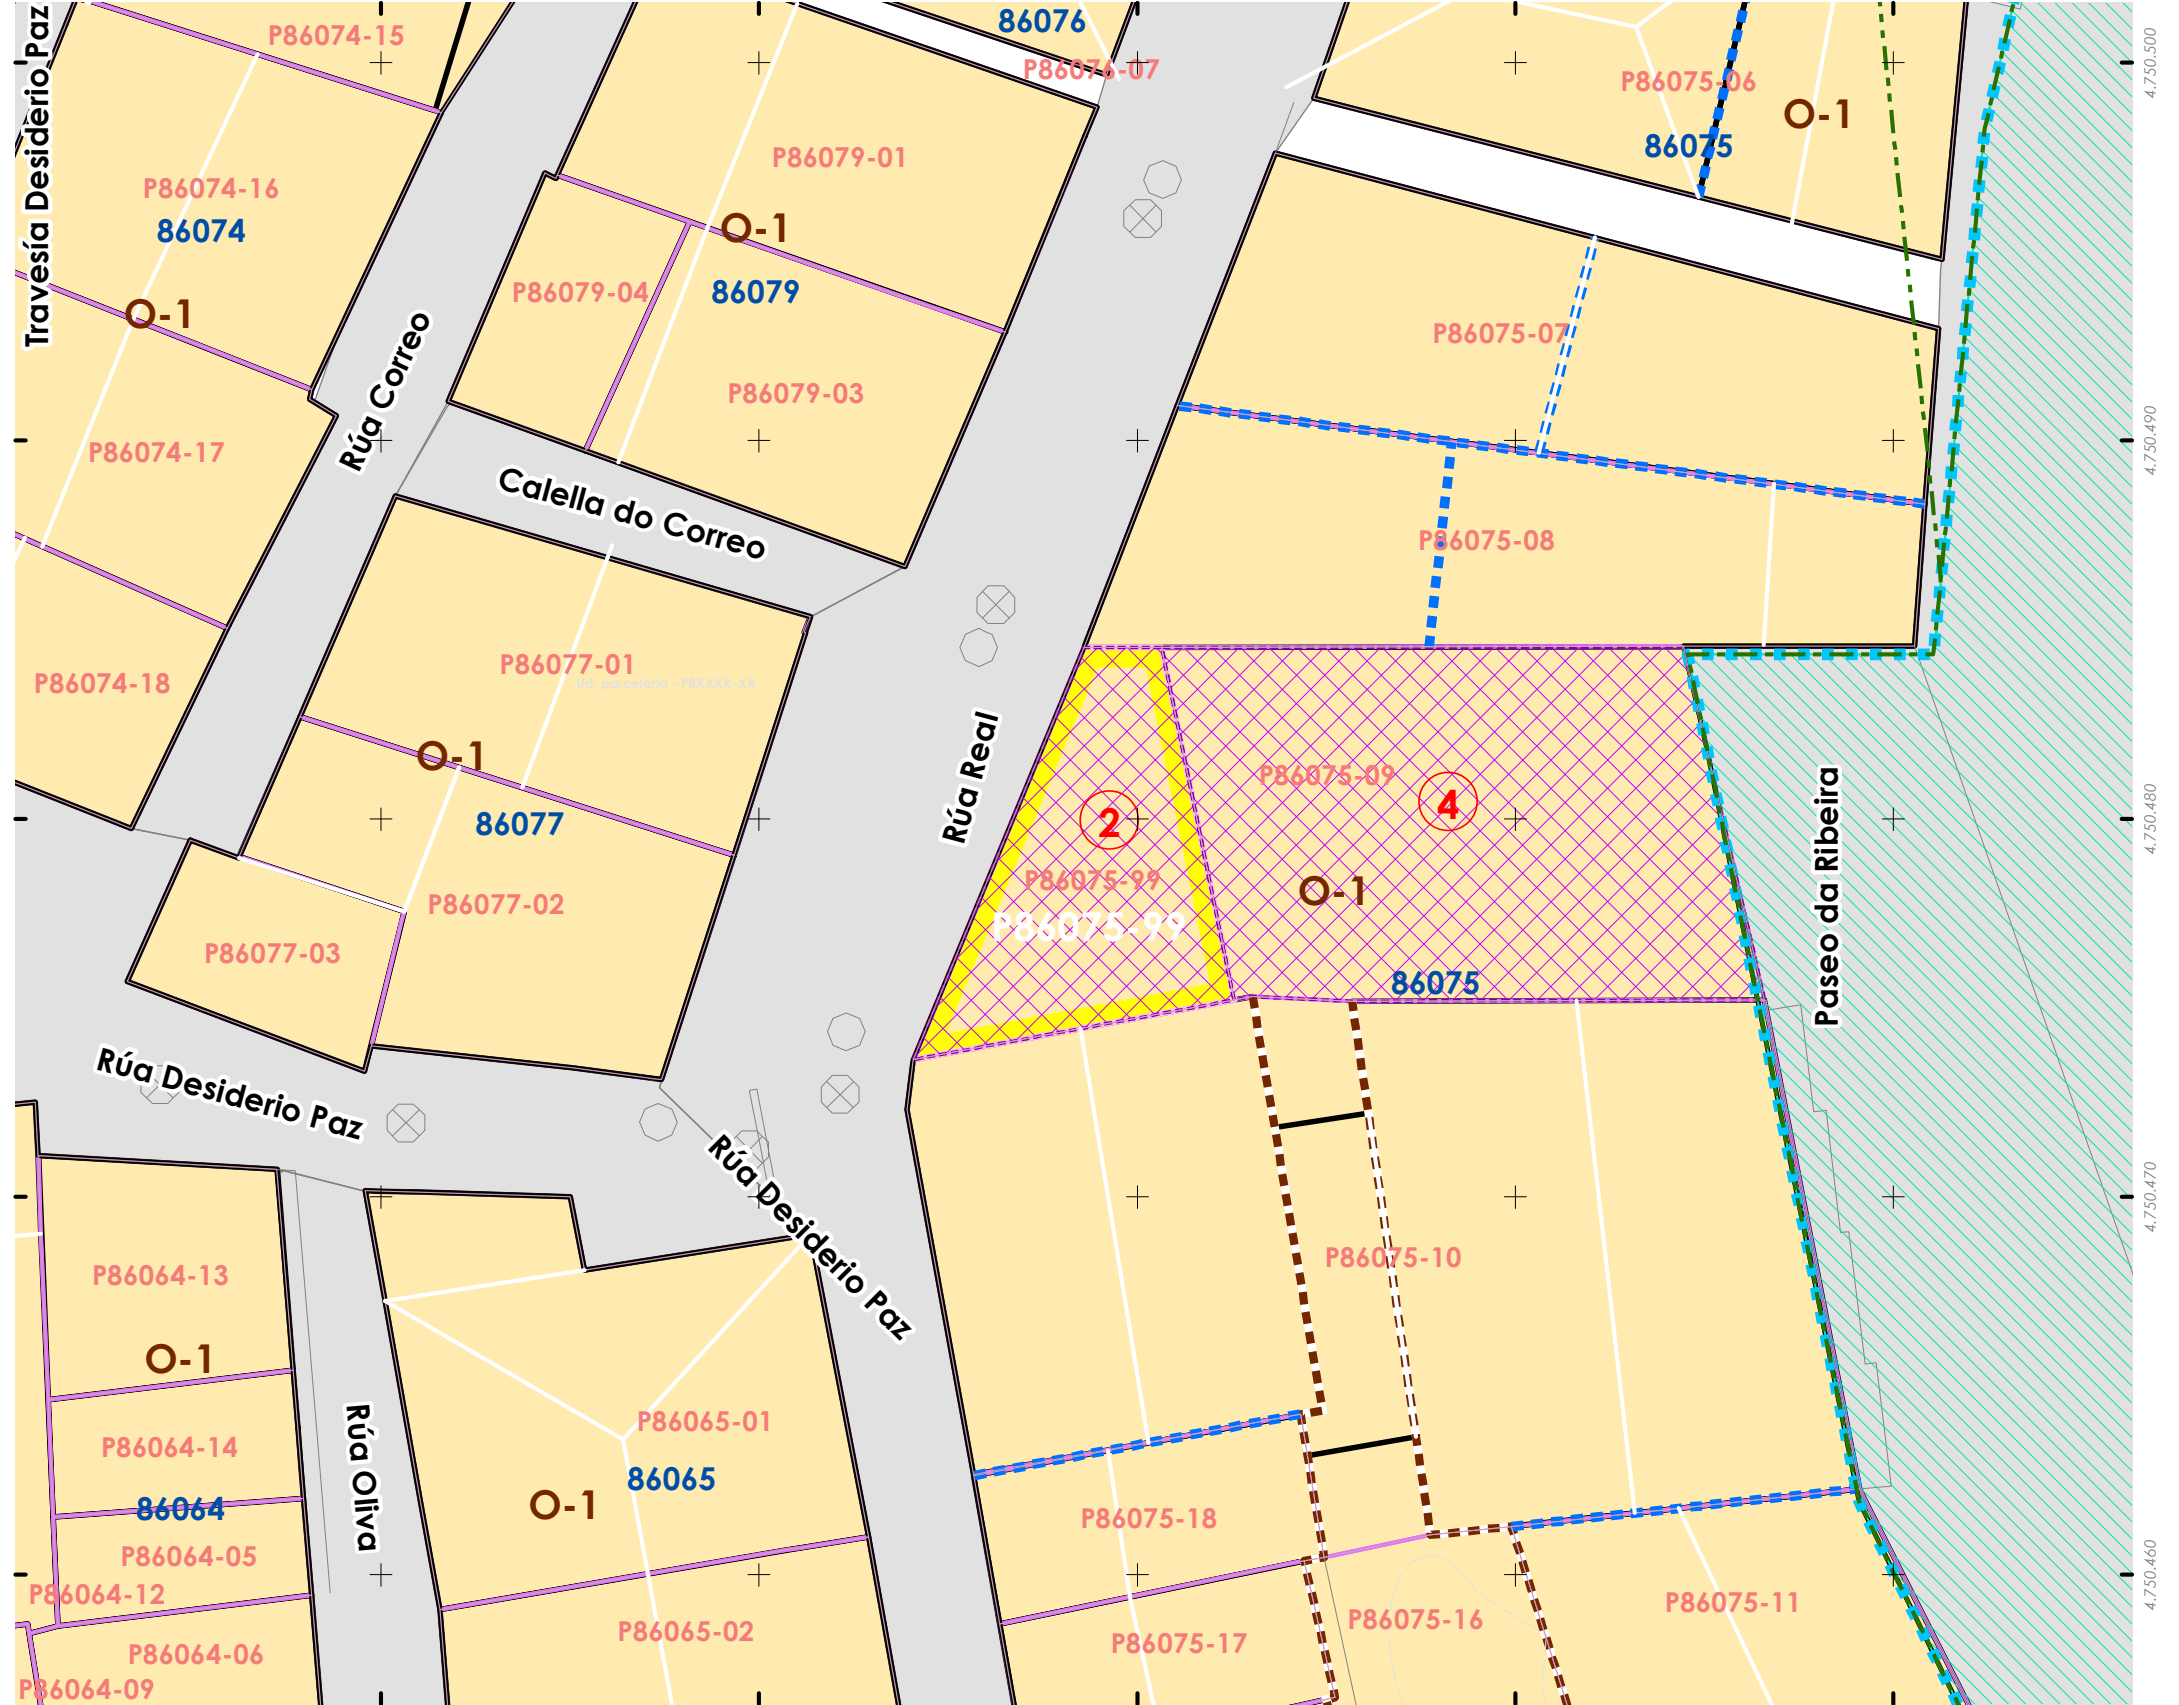 86076
P86074-15
P86076-07
P86075-06
O-1
86075
4.750.500
Travesía Desiderio Paz
P86079-01
P86074-16
86074
O-1
86079
P86079-04
O-1
P86075-07
Rúa Correo
P86079-03
4.750.490
P86074-17
Calella do Correo
P86075-08
P86077-01
Ud. parcelaria - P8XXXX-XX
P86074-18
Rúa Real
O-1
P86075-09
4
2
86077
4.750.480
P86075-99
O-1
Paseo da Ribeira
P86077-02
P86075-99
P86077-03
86075
Rúa Desiderio Paz
Rúa Desiderio Paz
4.750.470
P86075-10
P86064-13
O-1
P86065-01
P86064-14
Rúa Oliva
86065
86064
O-1
P86075-18
P86064-05
4.750.460
P86064-12
P86075-11
P86075-16
P86065-02
P86075-17
P86064-06
P86064-09